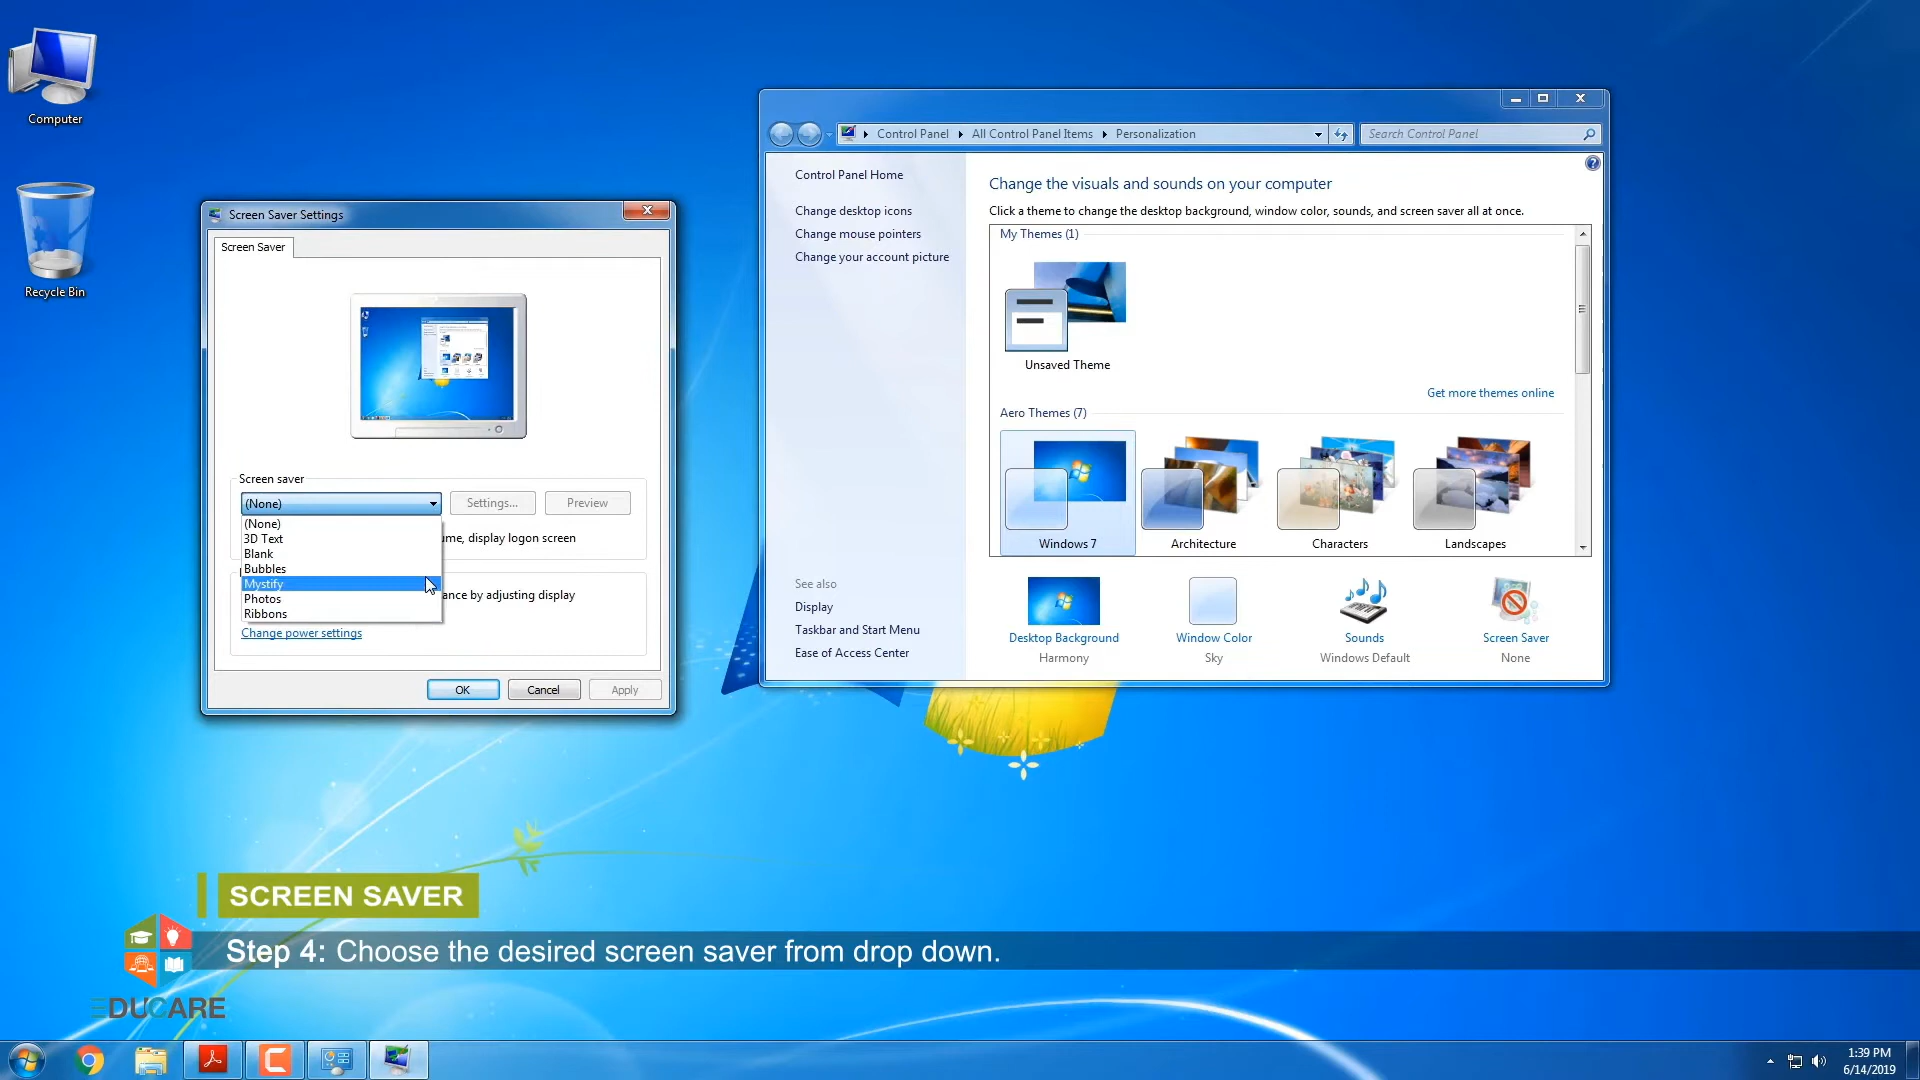 Computer
Recycle Bin
Screen Saver Settings
Screen Saver
Screen saver
(None)
Settings...
Preview
(None)
3D Text
Blank
Bubbles
Mystify
Photos
Ribbons
ume, display logon screen
ance by adjusting display
Change power settings
OK
Cancel
Apply
Control Panel
All Control Panel Items
Personalization
Search Control Panel
Control Panel Home
Change desktop icons
Change mouse pointers
Change your account picture
See also
Display
Taskbar and Start Menu
Ease of Access Center
Change the visuals and sounds on your computer
Click a theme to change the desktop background, window color, sounds, and screen saver all at once.
My Themes (1)
Unsaved Theme
Get more themes online
Aero Themes (7)
Windows 7
Architecture
Characters
Landscapes
Desktop Background
Harmony
Window Color
Sky
Sounds
Windows Default
Screen Saver
None
SCREEN SAVER
Step 4: Choose the desired screen saver from drop down.
EDUCARE
1:39 PM
6/14/2019